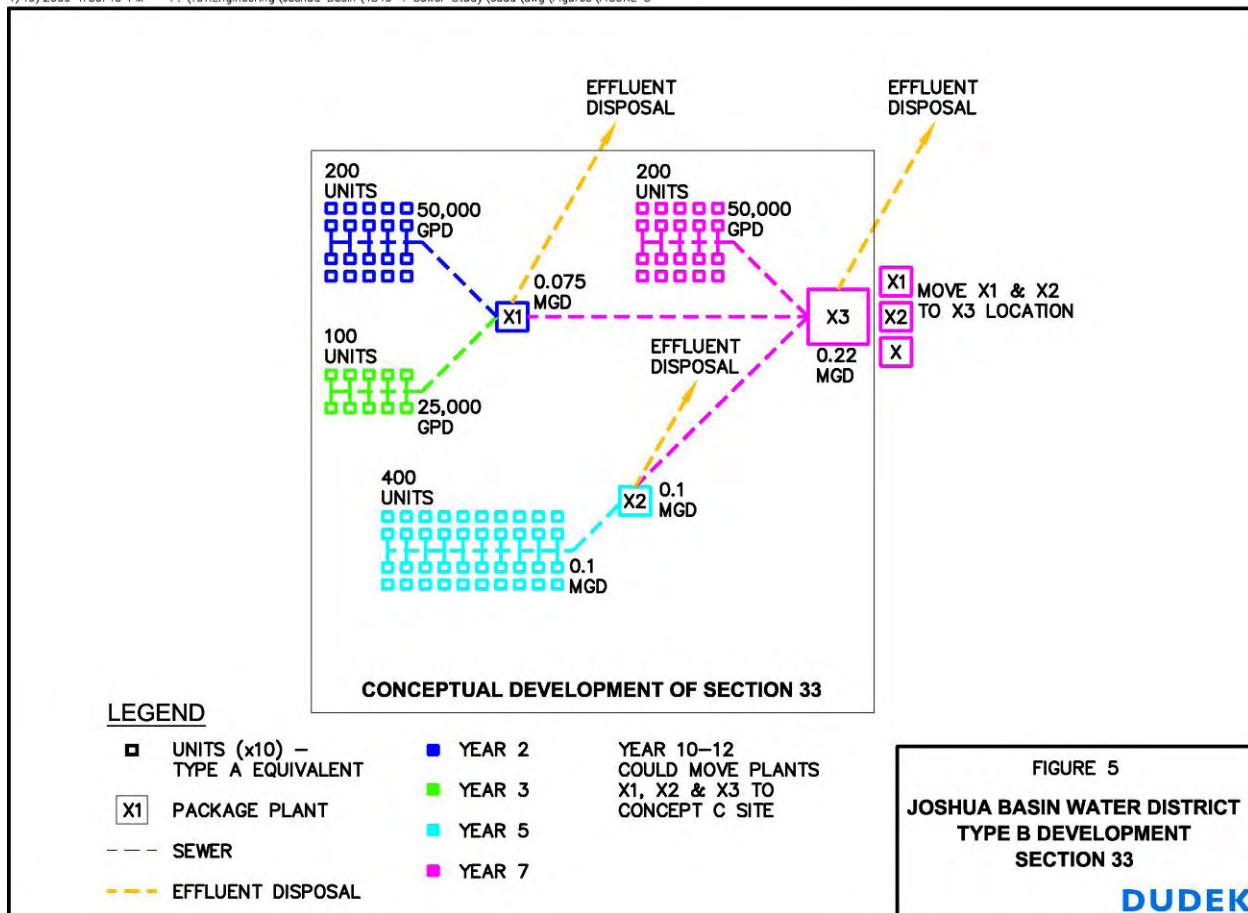 EFFLUENT
DISPOSAL
EFFLUENT
DISPOSAL
200
UNITS
50,000
GPD
200
UNITS
50,000
GPD
0.075
MGD
X1
X3
0.22
MGD
X1
X2
X
MOVE X1 & X2
TO X3 LOCATION
100
UNITS
25,000
GPD
EFFLUENT
DISPOSAL
400
UNITS
X2
0.1
MGD
0.1
MGD
CONCEPTUAL DEVELOPMENT OF SECTION 33
LEGEND
UNITS (x10) –
TYPE A EQUIVALENT
X1 PACKAGE PLANT
SEWER
EFFLUENT DISPOSAL
YEAR 2
YEAR 3
YEAR 5
YEAR 7
YEAR 10–12
COULD MOVE PLANTS
X1, X2 & X3 TO
CONCEPT C SITE
FIGURE 5
JOSHUA BASIN WATER DISTRICT
TYPE B DEVELOPMENT
SECTION 33
DUDEK